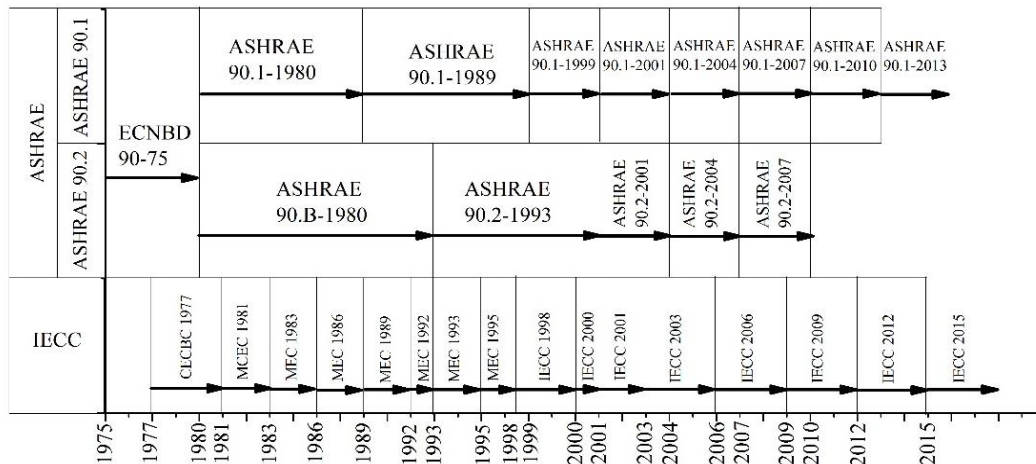 ASHRAE
ASHRAE 90.1
ASHRAE
90.1-1980
ASHRAE
90.1-1989
ASHRAE
90.1-1999
ASHRAE
90.1-2001
ASHRAE
90.1-2004
ASHRAE
90.1-2007
ASHRAE
90.1-2010
ASHRAE
90.1-2013
ECNBD
90-75
ASHRAE 90.2
ASHRAE
90.B-1980
ASHRAE
90.2-1993
ASHRAE
90.2-2001
ASHRAE
90.2-2004
ASHRAE
90.2-2007
IECC
CECBC 1977
MCEC 1981
MEC 1983
MEC 1986
MEC 1989
MEC 1992
MEC 1993
MEC 1995
IECC 1998
IECC 2000
IECC 2001
IECC 2003
IECC 2006
IECC 2009
IECC 2012
IECC 2015
1975
1977
1980
1981
1983
1986
1989
1992
1993
1995
1998
1999
2000
2001
2003
2004
2006
2007
2009
2010
2012
2015